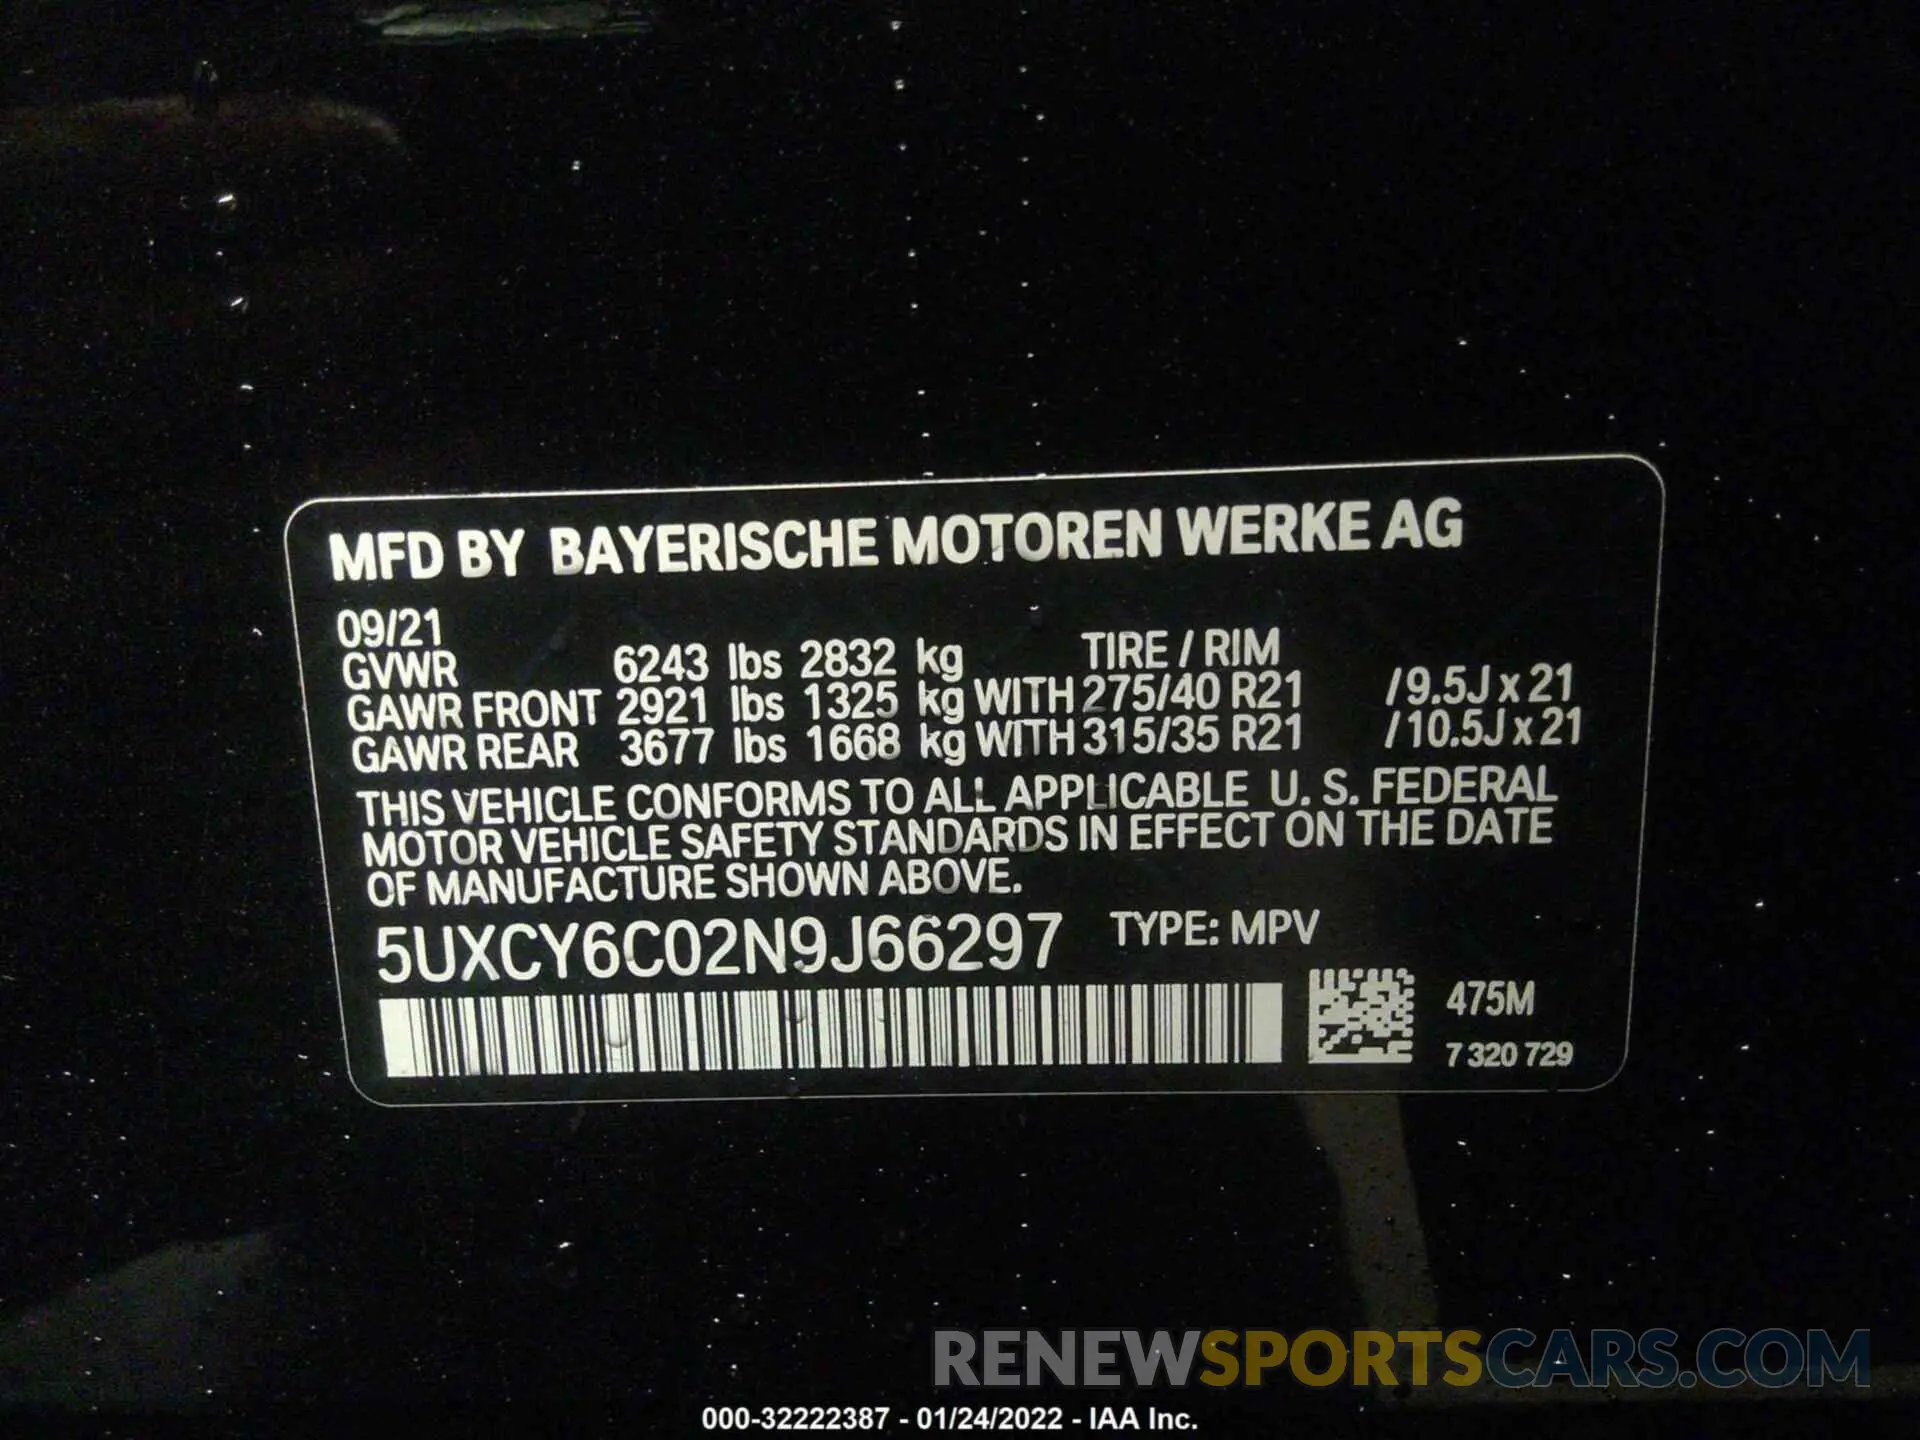 MFD BY BAYERISCHE MOTOREN WERKE AG
09/21
TIRE / RIM
GVWR 6243 lbs 2832 kg
GAWR FRONT 2921 lbs 1325 kg WITH 275/40 R21 /9.5J x 21
GAWR REAR 3677 lbs 1668 kg WITH 315/35 R21 /10.5J x 21
THIS VEHICLE CONFORMS TO ALL APPLICABLE U. S. FEDERAL
MOTOR VEHICLE SAFETY STANDARDS IN EFFECT ON THE DATE
OF MANUFACTURE SHOWN ABOVE.
5UXCY6C02N9J66297 TYPE: MPV
475M
7 320 729
RENEWSPORTSCARS.COM
000-32222387 - 01/24/2022 - IAA Inc.